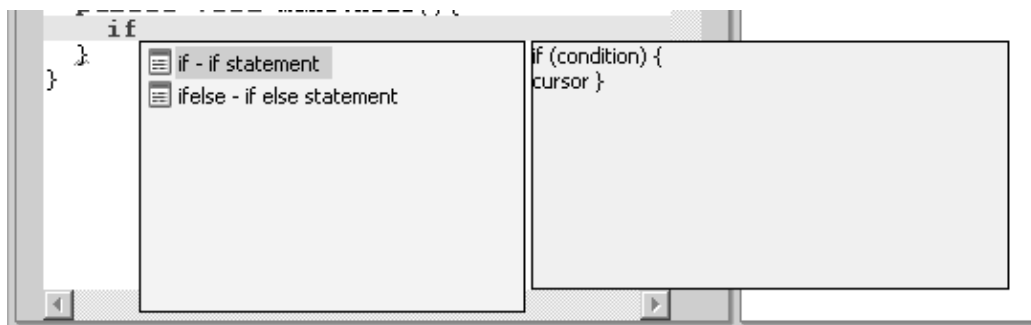 if
}
}
if - if statement
ifelse - if else statement
if (condition) {
cursor }